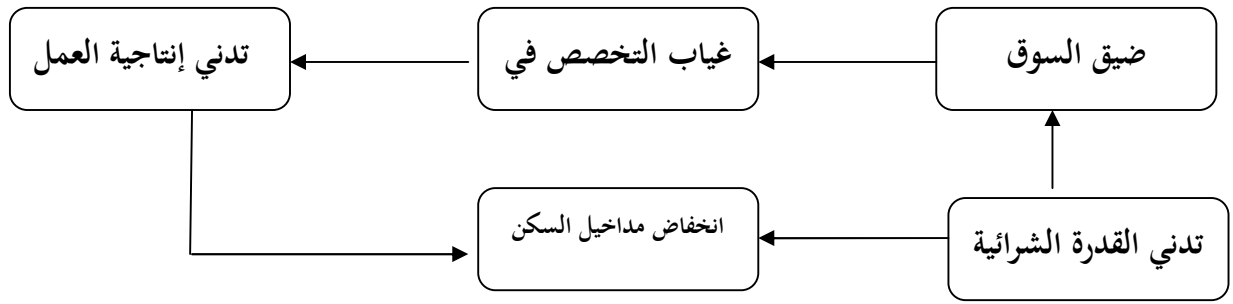 ضيق السوق
غياب التخصص في
تدني إنتاجية العمل
تدني القدرة الشرائية
انخفاض مداخيل السكن